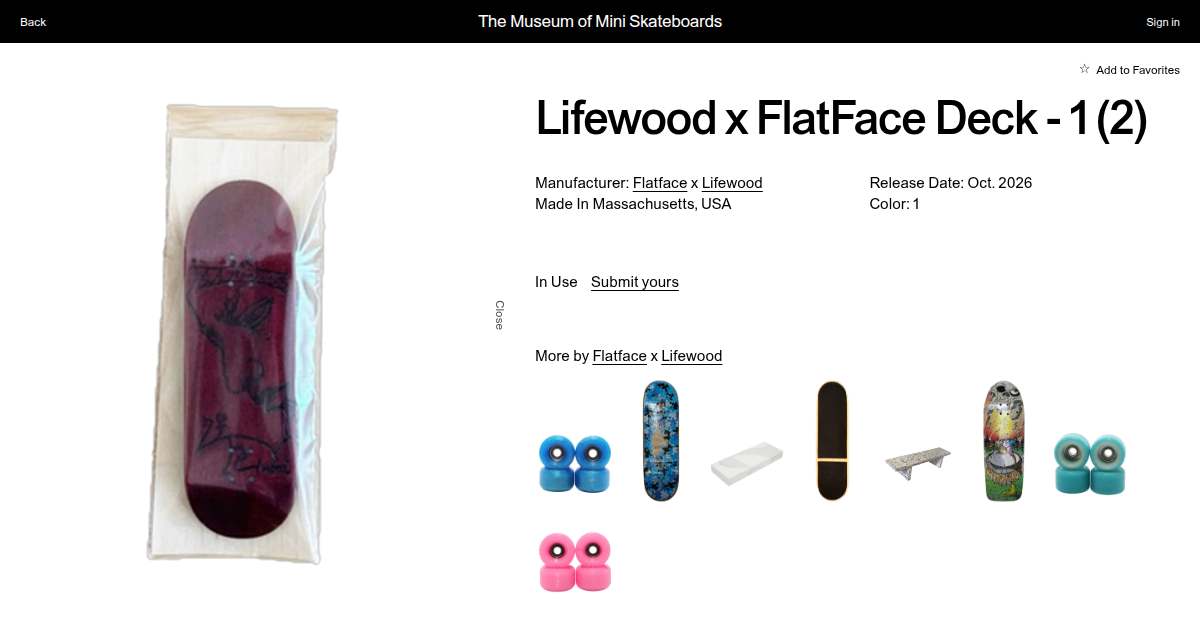 Back
The Museum of Mini Skateboards
Sign in
☆ Add to Favorites
Lifewood x FlatFace Deck - 1 (2)
Manufacturer: Flatface x Lifewood
Release Date: Oct. 2026
Made In Massachusetts, USA
Color: 1
In Use Submit yours
Close
More by Flatface x Lifewood